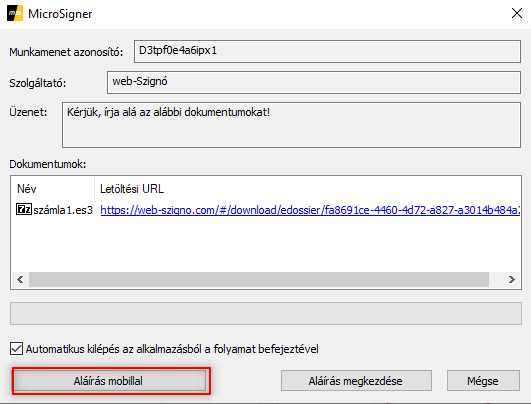 MicroSigner
Munkamenet azonosító: D3tpf0e4a6ipx1
Szolgáltató: web-Szignó
Üzenet: Kérjük, írja alá az alábbi dokumentumokat!
Dokumentumok:
Név Letöltési URL
számla1.es3 https://web-szigno.com/#/download/edossier/fa8691ce-4460-4d72-a827-a3014b484a
Automatikus kilépés az alkalmazásból a folyamat befejeztével
Aláírás mobillal Aláírás megkezdése Mégse